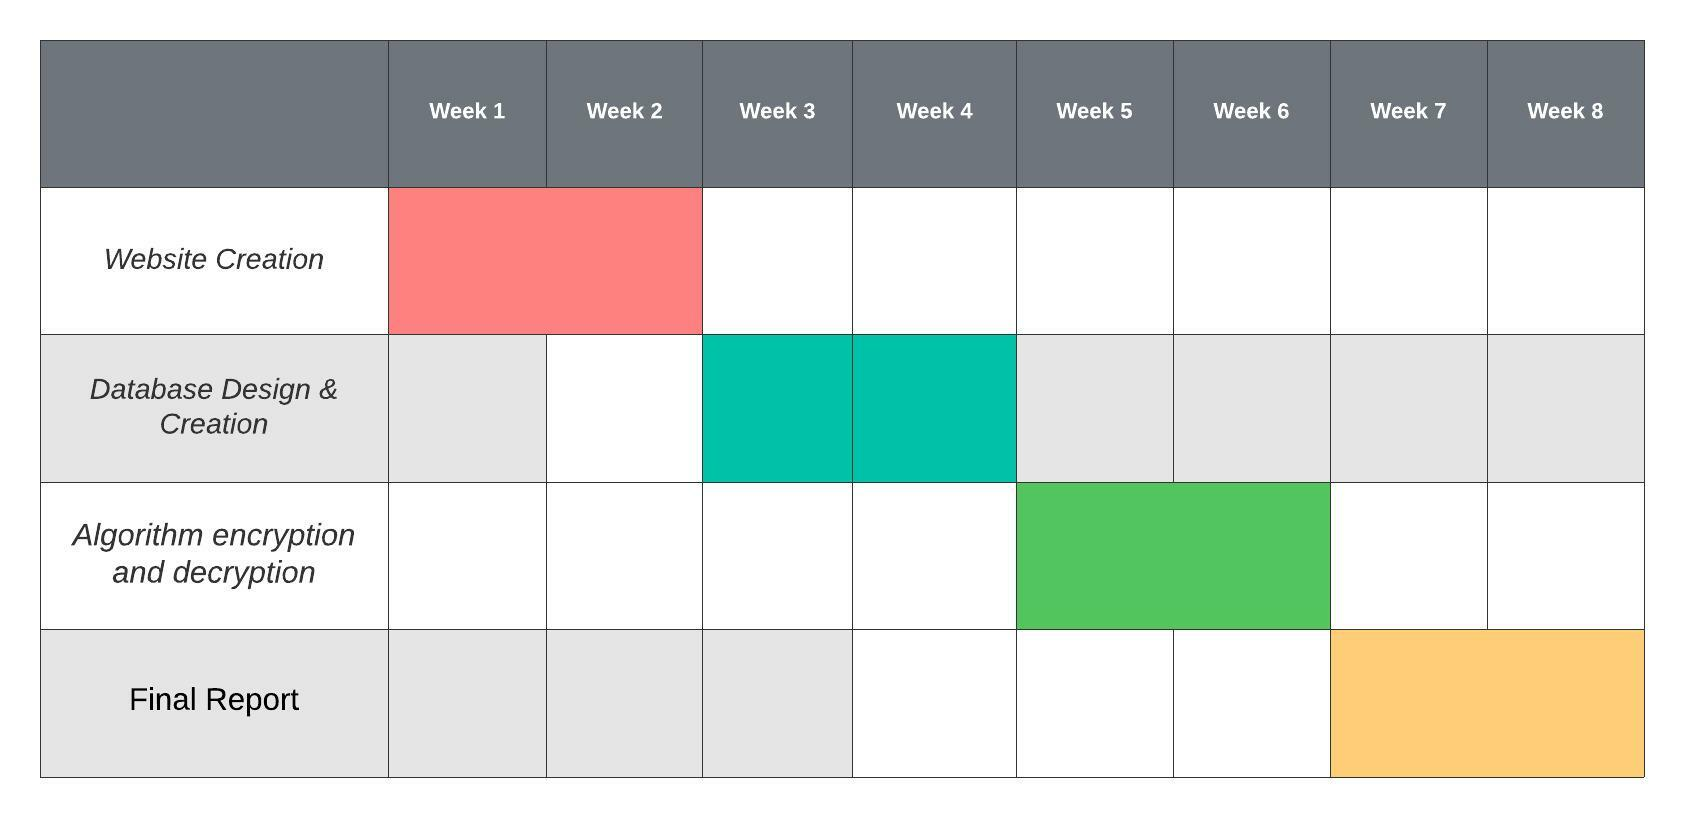 Week 1 Week 2 Week 3 Week 4 Week 5 Week 6 Week 7 Week 8
Website Creation
Database Design &
Creation
Algorithm encryption
and decryption
Final Report